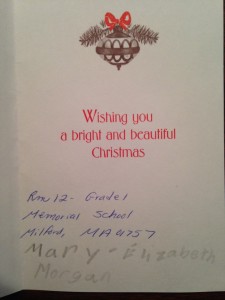 Wishing you
a bright and beautiful
Christmas
Rm 12 - Grade 1
Memorial School
Milford, MA 01757
Mary - Elizabeth
Morgan